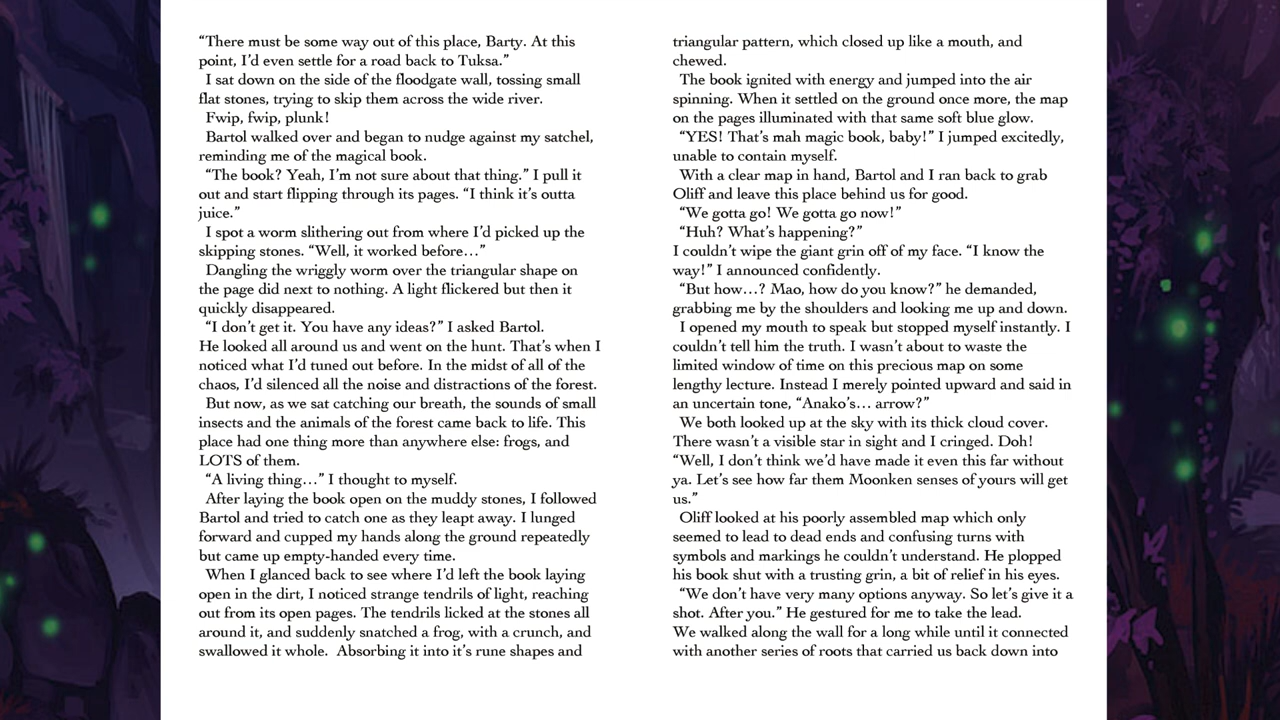 “There must be some way out of this place, Barty. At this
point, I’d even settle for a road back to Tuksa.”
I sat down on the side of the floodgate wall, tossing small
flat stones, trying to skip them across the wide river.
Fwip, fwip, plunk!
Bartol walked over and began to nudge against my satchel,
reminding me of the magical book.
“The book? Yeah, I’m not sure about that thing.” I pull it
out and start flipping through its pages. “I think it’s outta
juice.”
I spot a worm slithering out from where I’d picked up the
skipping stones. “Well, it worked before…”
Dangling the wriggly worm over the triangular shape on
the page did next to nothing. A light flickered but then it
quickly disappeared.
“I don’t get it. You have any ideas?” I asked Bartol.
He looked all around us and went on the hunt. That’s when I
noticed what I’d tuned out before. In the midst of all of the
chaos, I’d silenced all the noise and distractions of the forest.
But now, as we sat catching our breath, the sounds of small
insects and the animals of the forest came back to life. This
place had one thing more than anywhere else: frogs, and
LOTS of them.
“A living thing…” I thought to myself.
After laying the book open on the muddy stones, I followed
Bartol and tried to catch one as they leapt away. I lunged
forward and cupped my hands along the ground repeatedly
but came up empty-handed every time.
When I glanced back to see where I’d left the book laying
open in the dirt, I noticed strange tendrils of light, reaching
out from its open pages. The tendrils licked at the stones all
around it, and suddenly snatched a frog, with a crunch, and
swallowed it whole.  Absorbing it into it’s rune shapes and
triangular pattern, which closed up like a mouth, and
chewed.
The book ignited with energy and jumped into the air
spinning. When it settled on the ground once more, the map
on the pages illuminated with that same soft blue glow.
“YES! That’s mah magic book, baby!” I jumped excitedly,
unable to contain myself.
With a clear map in hand, Bartol and I ran back to grab
Oliff and leave this place behind us for good.
“We gotta go! We gotta go now!”
“Huh? What’s happening?”
I couldn’t wipe the giant grin off of my face. “I know the
way!” I announced confidently.
“But how…? Mao, how do you know?” he demanded,
grabbing me by the shoulders and looking me up and down.
I opened my mouth to speak but stopped myself instantly. I
couldn’t tell him the truth. I wasn’t about to waste the
limited window of time on this precious map on some
lengthy lecture. Instead I merely pointed upward and said in
an uncertain tone, “Anako’s… arrow?”
We both looked up at the sky with its thick cloud cover.
There wasn’t a visible star in sight and I cringed. Doh!
“Well, I don’t think we’d have made it even this far without
ya. Let’s see how far them Moonken senses of yours will get
us.”
Oliff looked at his poorly assembled map which only
seemed to lead to dead ends and confusing turns with
symbols and markings he couldn’t understand. He plopped
his book shut with a trusting grin, a bit of relief in his eyes.
“We don’t have very many options anyway. So let’s give it a
shot. After you.” He gestured for me to take the lead.
We walked along the wall for a long while until it connected
with another series of roots that carried us back down into